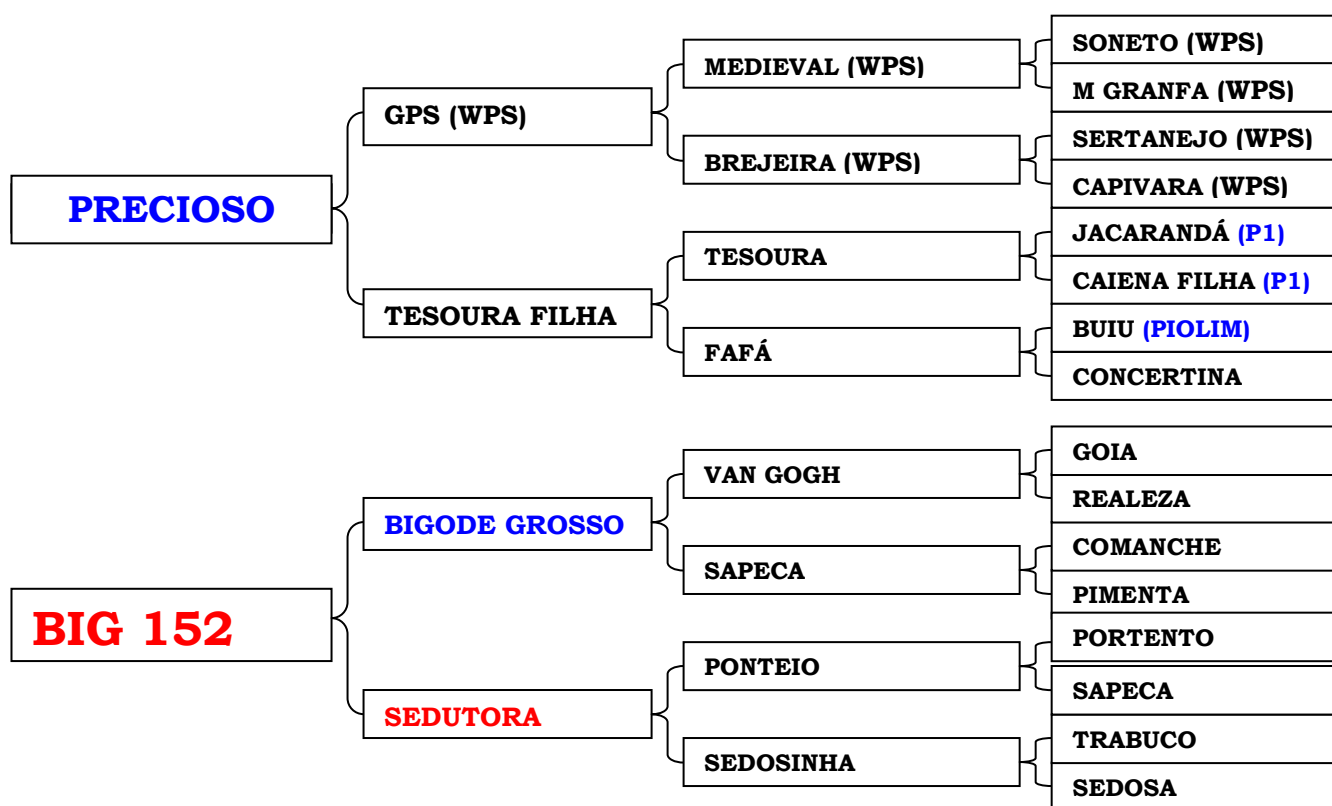 SONETO (WPS)
MEDIEVAL (WPS)
M GRANFA (WPS)
GPS (WPS)
SERTANEJO (WPS)
BREJEIRA (WPS)
CAPIVARA (WPS)
PRECIOSO
JACARANDÁ (P1)
TESOURA
CAIENA FILHA (P1)
TESOURA FILHA
BUIU (PIOLIM)
FAFÁ
CONCERTINA
GOIA
VAN GOGH
REALEZA
BIGODE GROSSO
COMANCHE
SAPECA
PIMENTA
BIG 152
PORTENTO
PONTEIO
SAPECA
SEDUTORA
TRABUCO
SEDOSINHA
SEDOSA